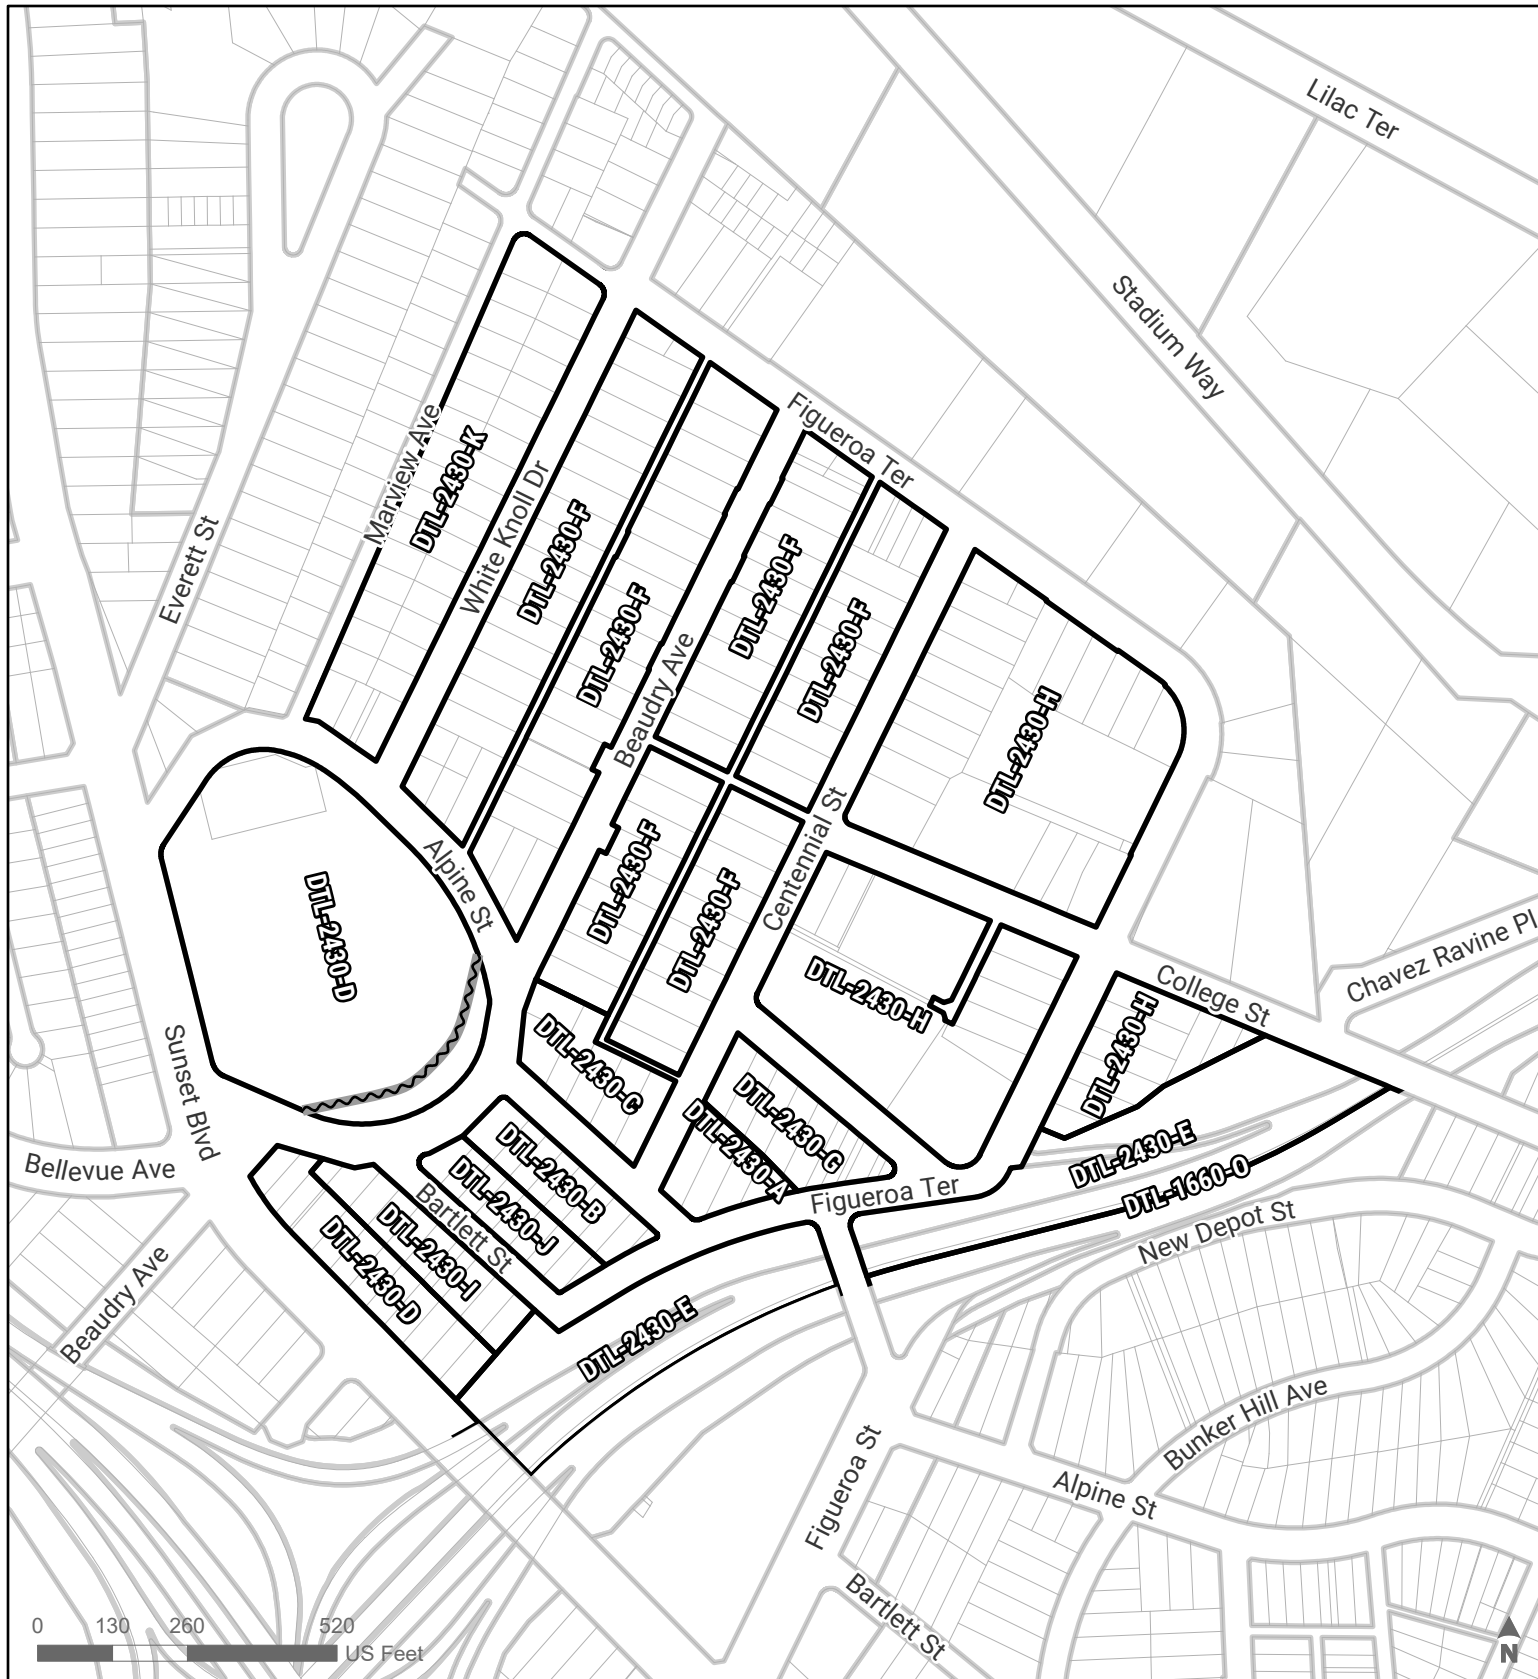 Lilac Ter
Stadium Way
Figueroa Ter
Marview Ave
DTL-2430-K
White Knoll Dr
DTL-2430-F
DTL-2430-F
DTL-2430-F
DTL-2430-F
Everett St
Beaudry Ave
DTL-2430-H
Centennial St
DTL-2430-F
DTL-2430-F
Alpine St
DTL-2430-D
Chavez Ravine Pl
College St
DTL-2430-H
DTL-2430-H
DTL-2430-C
Sunset Blvd
DTL-2430-G
DTL-2430-A
DTL-2430-E
DTL-1660-O
Bellevue Ave
DTL-2430-B
DTL-2430-J
Bartlett St
DTL-2430-I
DTL-2430-D
Figueroa Ter
New Depot St
Beaudry Ave
DTL-2430-E
Bunker Hill Ave
Figueroa St
Alpine St
Bartlett St
0 130 260 520
US Feet
N